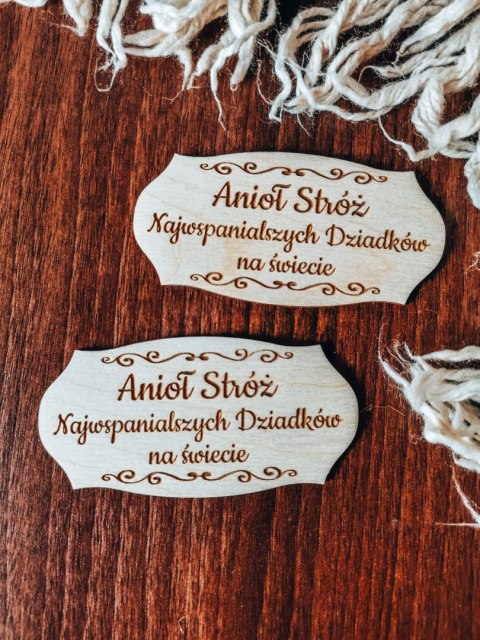 Anioł Stróż
Najwspanialszych Dziadków
na świecie
Anioł Stróż
Najwspanialszych Dziadków
na świecie